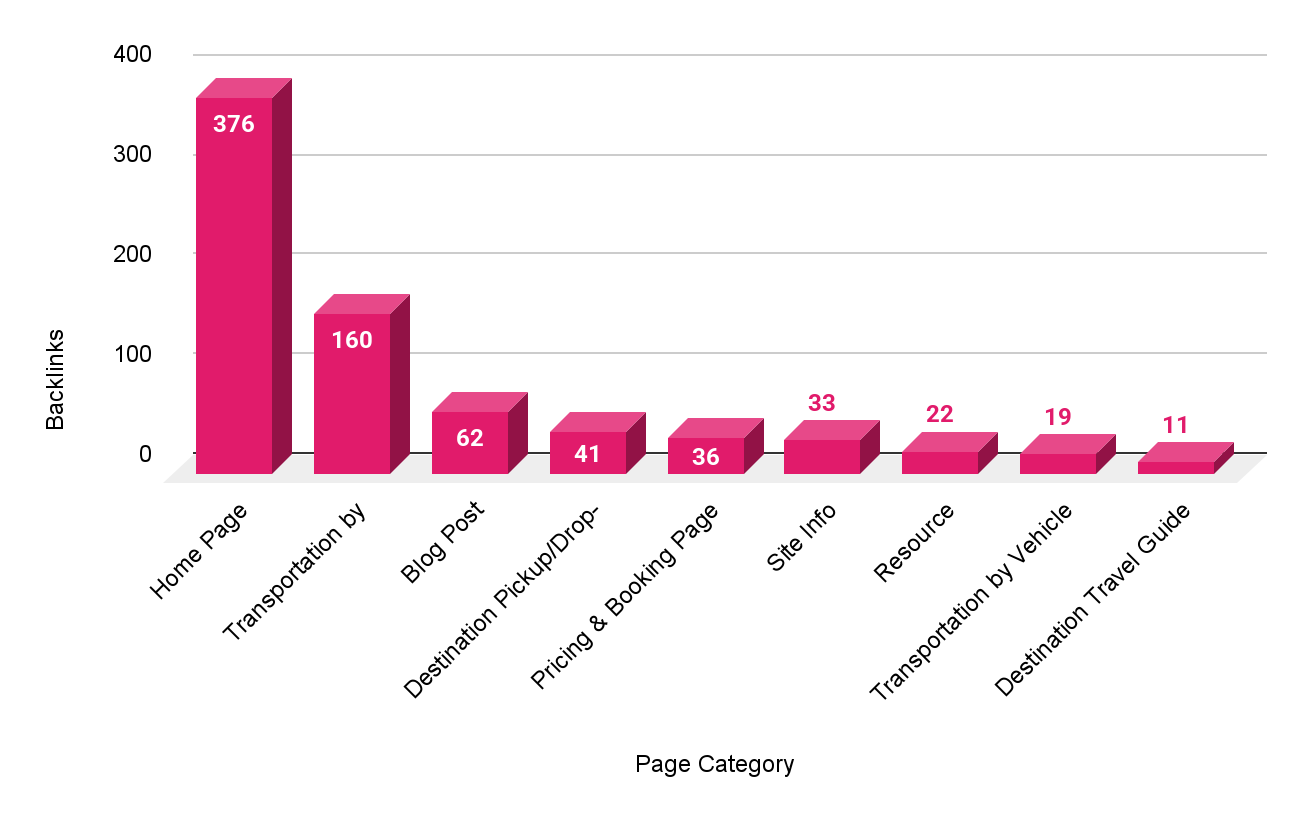 400
300
200
100
0
Backlinks
376
160
62
41
36
33
22
19
11
Home Page
Transportation by
Blog Post
Destination Pickup/Drop-
Pricing & Booking Page
Site Info
Resource
Transportation by Vehicle
Destination Travel Guide
Page Category